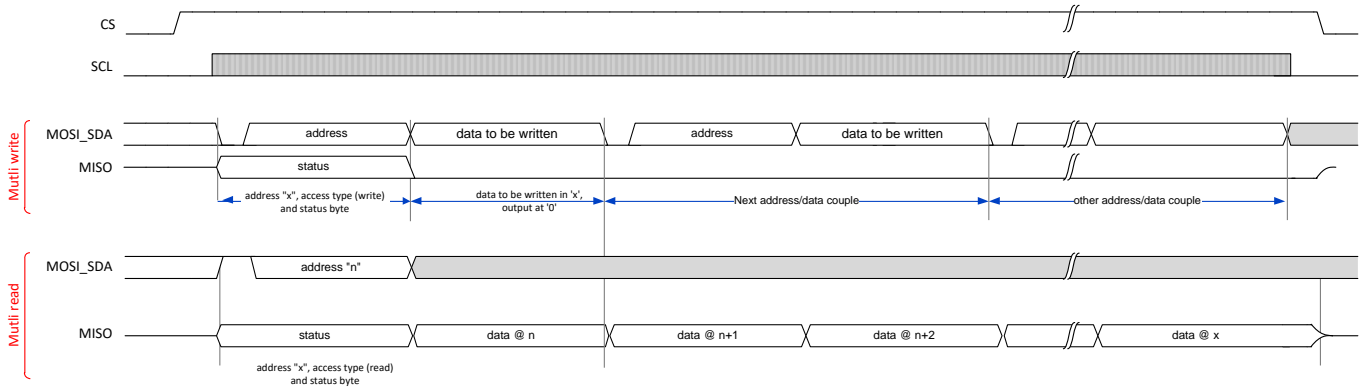 CS
SCL
Mutli write
MOSI_SDA
address
data to be written
address
data to be written
MISO
status
address "x", access type (write)
and status byte
data to be written in 'x',
output at '0'
Next address/data couple
other address/data couple
Mutli read
MOSI_SDA
address "n"
MISO
status
data @ n
data @ n+1
data @ n+2
data @ x
address "x", access type (read)
and status byte